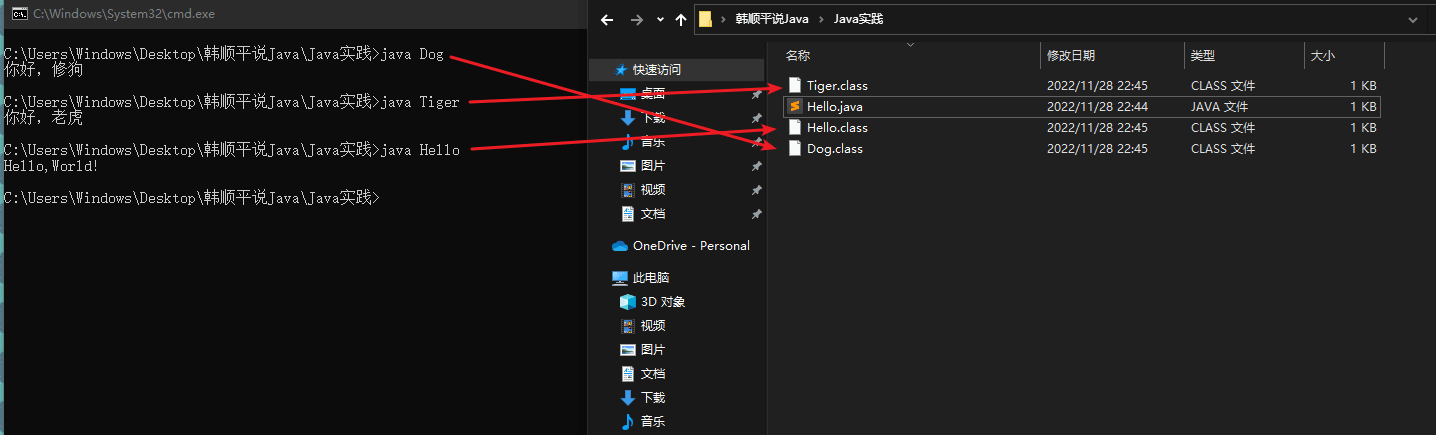 C:\Windows\System32\cmd.exe
C:\Users\Windows\Desktop\韩顺平说Java\Java实践>java Dog
你好，修狗
C:\Users\Windows\Desktop\韩顺平说Java\Java实践>java Tiger
你好，老虎
C:\Users\Windows\Desktop\韩顺平说Java\Java实践>java Hello
Hello,World!
C:\Users\Windows\Desktop\韩顺平说Java\Java实践>
韩顺平说Java > Java实践
快速访问
桌面
下载
音乐
图片
视频
文档
OneDrive - Personal
此电脑
3D 对象
视频
图片
文档
下载
音乐
名称 修改日期 类型 大小
Tiger.class 2022/11/28 22:45 CLASS 文件 1 KB
Hello.java 2022/11/28 22:44 JAVA 文件 1 KB
Hello.class 2022/11/28 22:45 CLASS 文件 1 KB
Dog.class 2022/11/28 22:45 CLASS 文件 1 KB